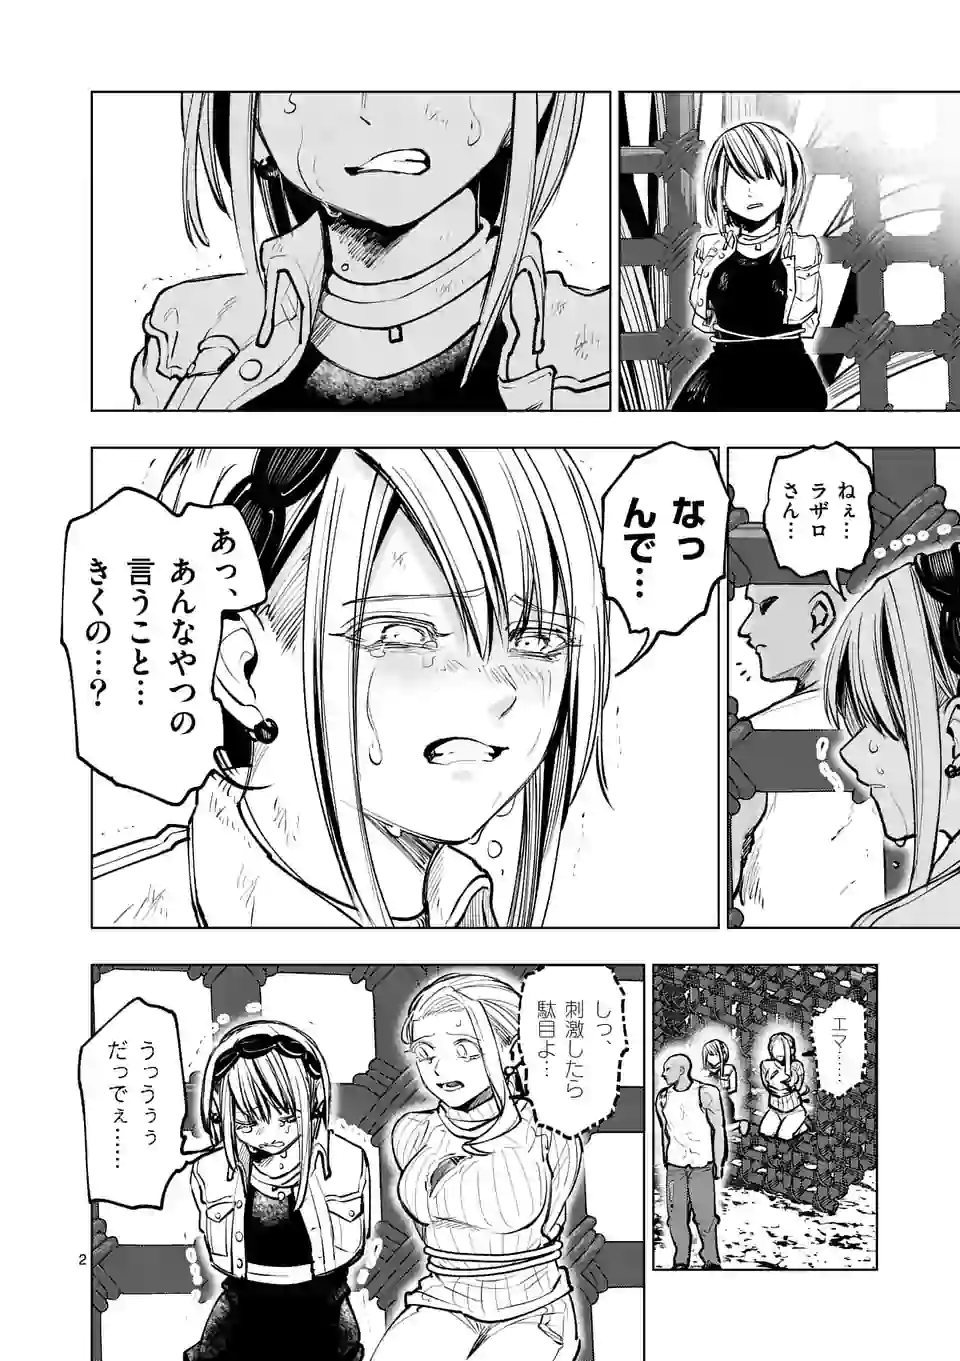 ねぇ…
ラザロ
さん…
なっ
んで…
あっ、
あんなやつの
言うこと…
きくの…?
エマ……
しっ、
刺激したら
駄目よ…
うっうぅぅ
だっでぇ……
2